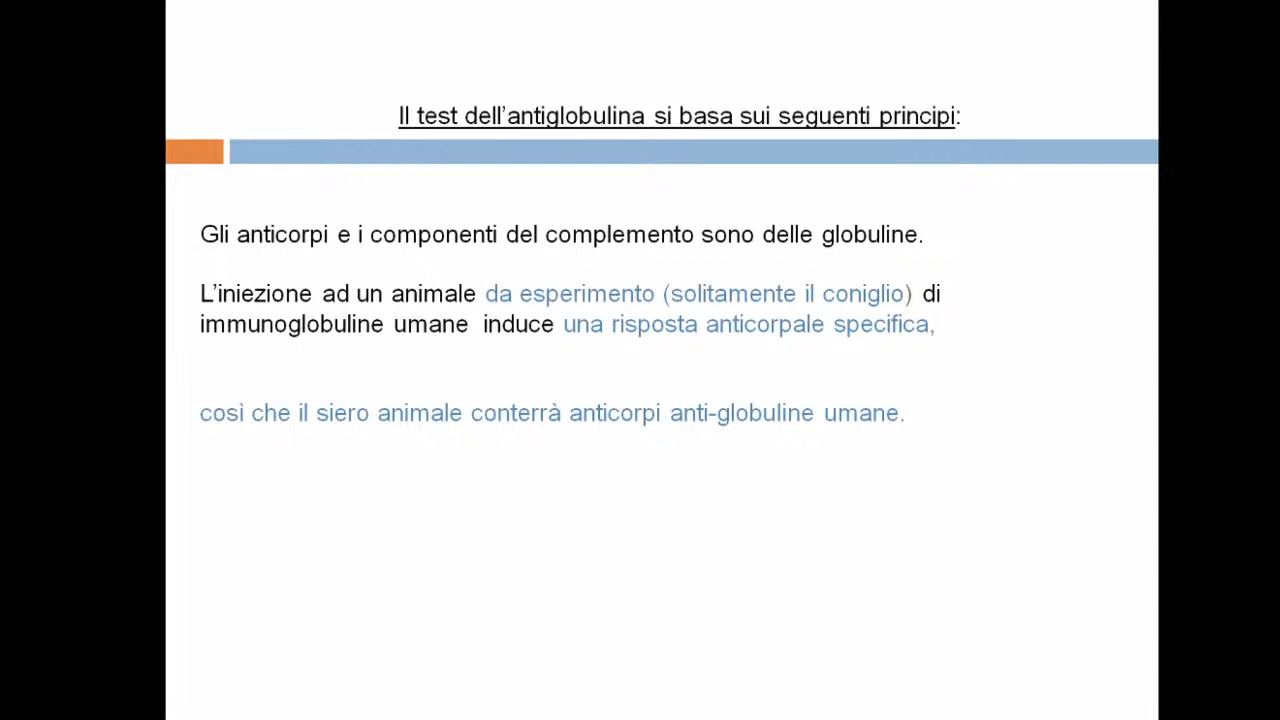 Il test dell’antiglobulina si basa sui seguenti principi:
Gli anticorpi e i componenti del complemento sono delle globuline.
L’iniezione ad un animale da esperimento (solitamente il coniglio) di
immunoglobuline umane induce una risposta anticorpale specifica,
così che il siero animale conterrà anticorpi anti-globuline umane.